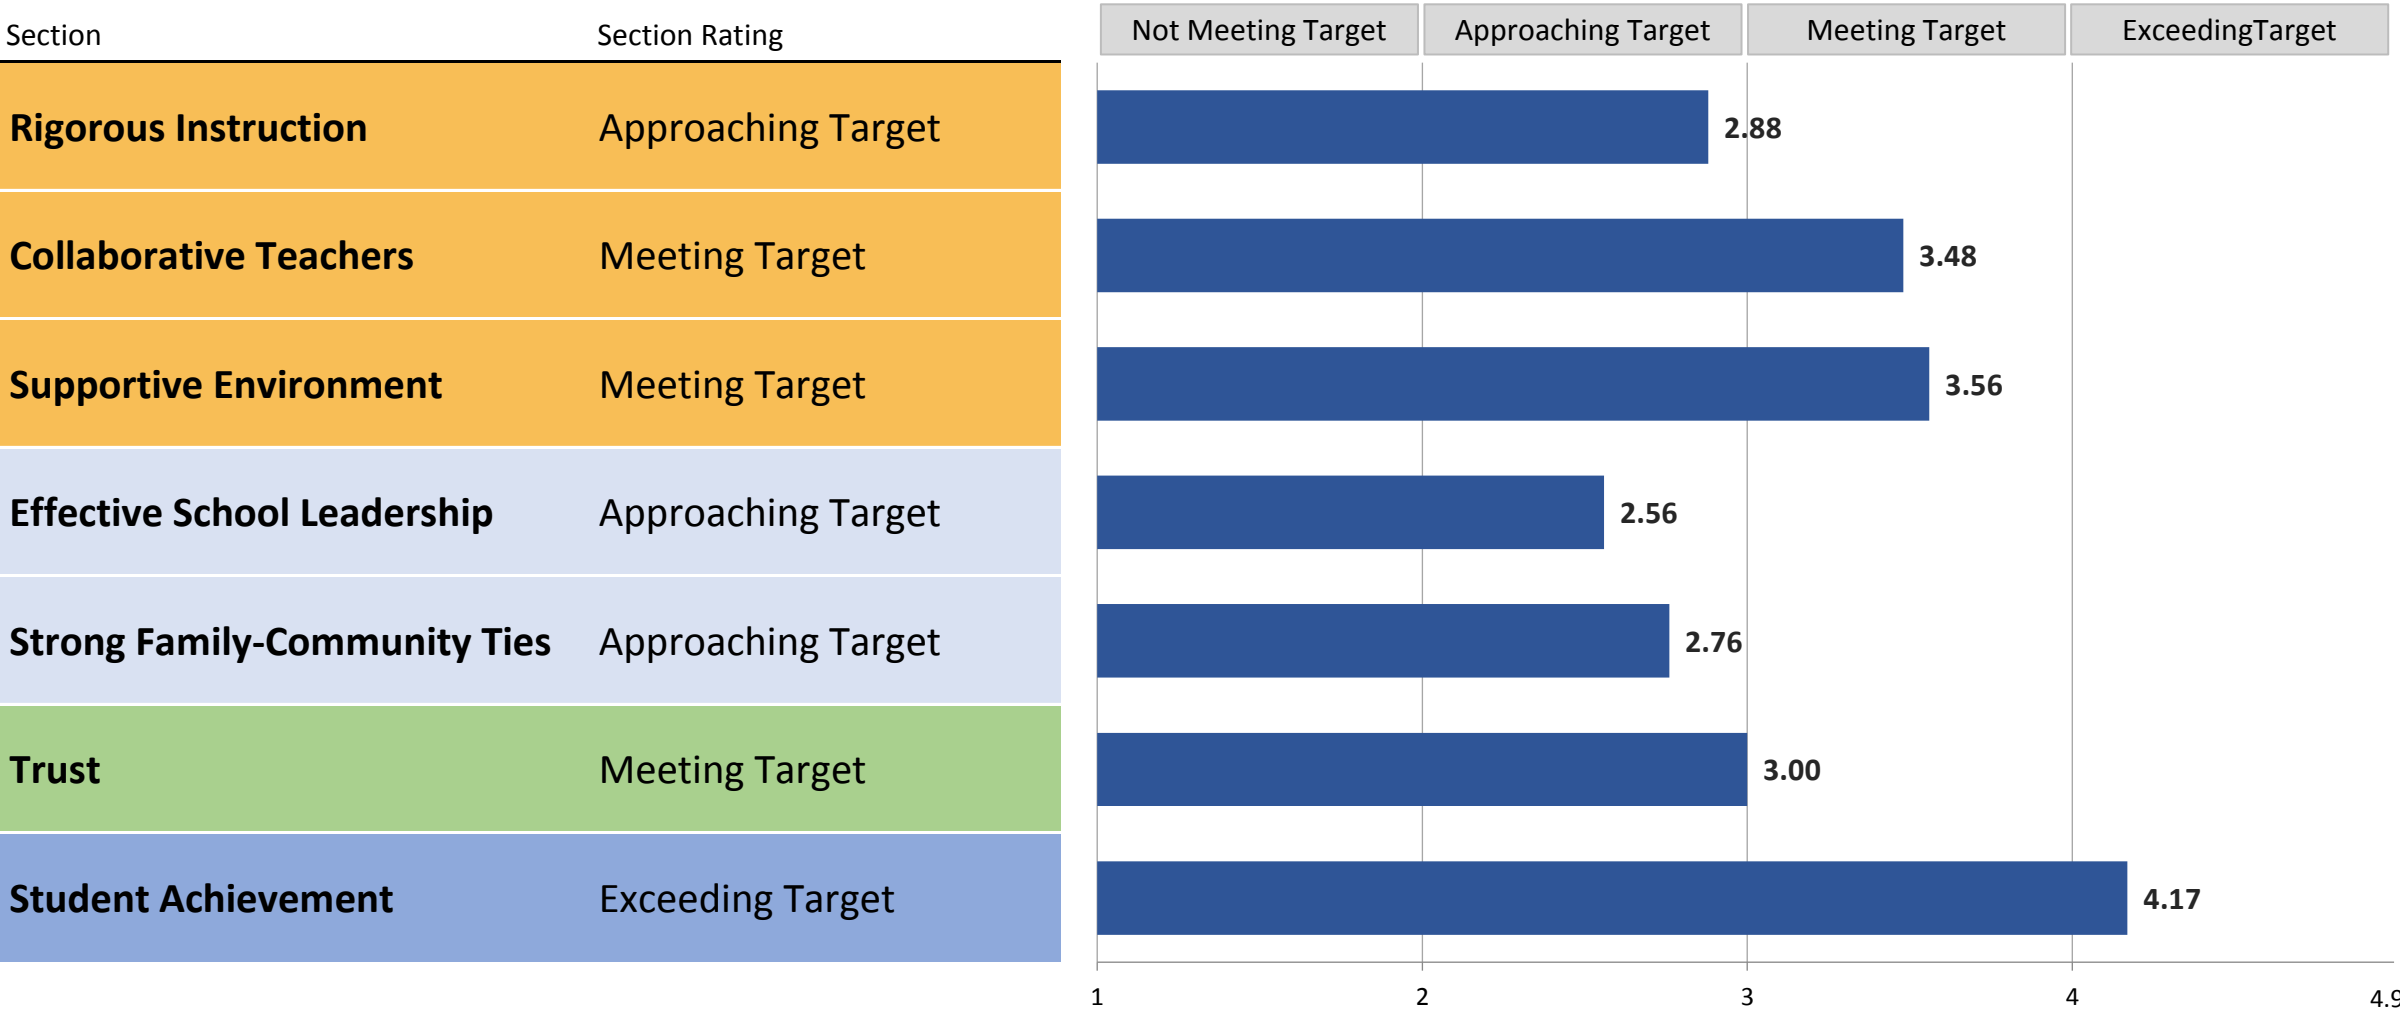 Section Section Rating Not Meeting Target Approaching Target Meeting Target ExceedingTarget
Rigorous Instruction Approaching Target 2.88
Collaborative Teachers Meeting Target 3.48
Supportive Environment Meeting Target 3.56
Effective School Leadership Approaching Target 2.56
Strong Family-Community Ties Approaching Target 2.76
Trust Meeting Target 3.00
Student Achievement Exceeding Target 4.17
1 2 3 4 4.9